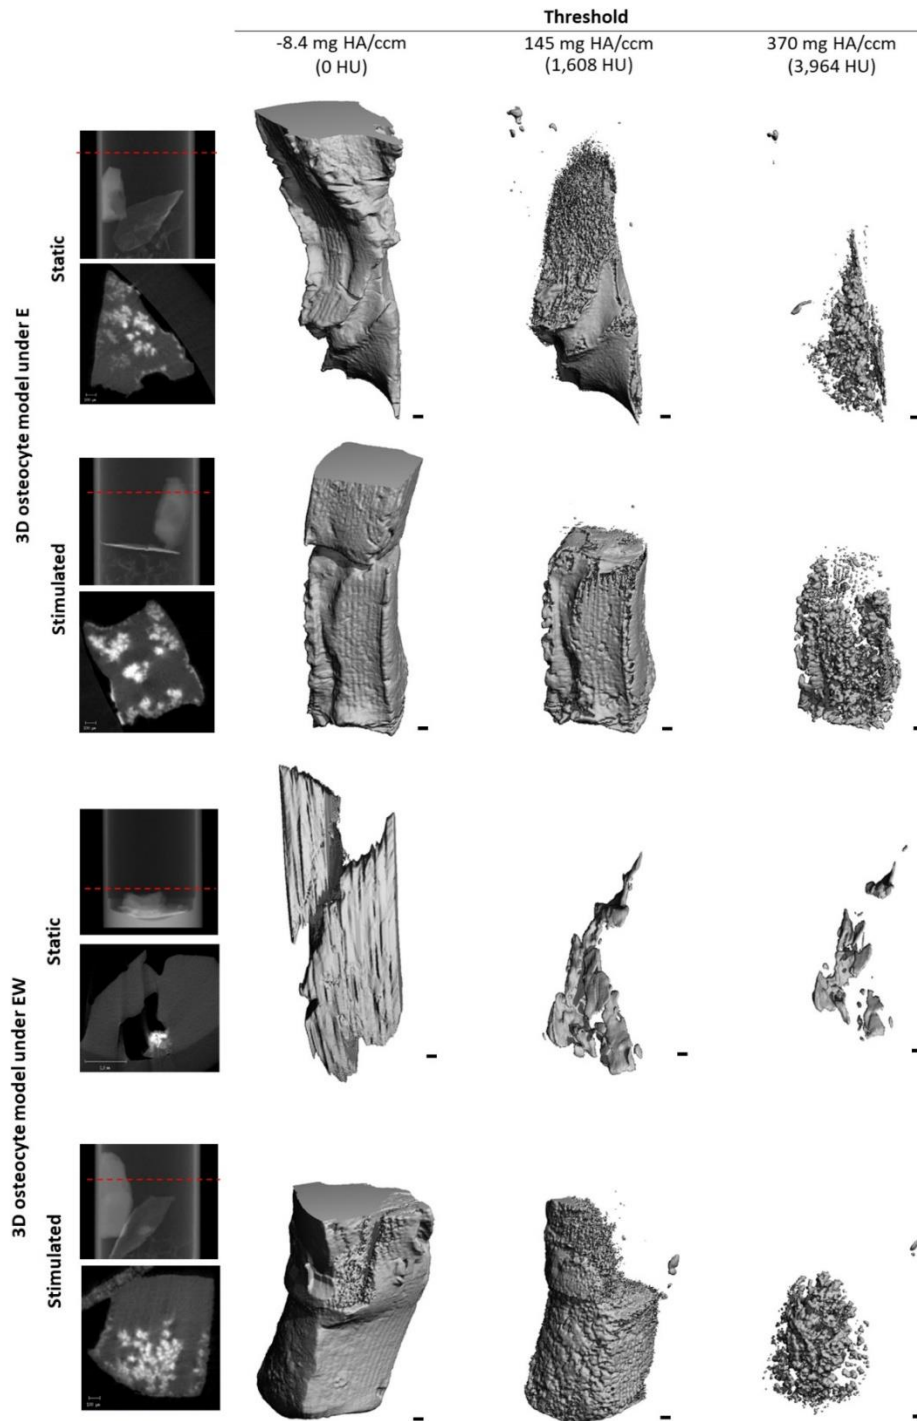 Threshold
-8.4 mg HA/ccm
(0 HU)
145 mg HA/ccm
(1,608 HU)
370 mg HA/ccm
(3,964 HU)
3D osteocyte model under E
Static
Stimulated
3D osteocyte model under EW
Static
Stimulated